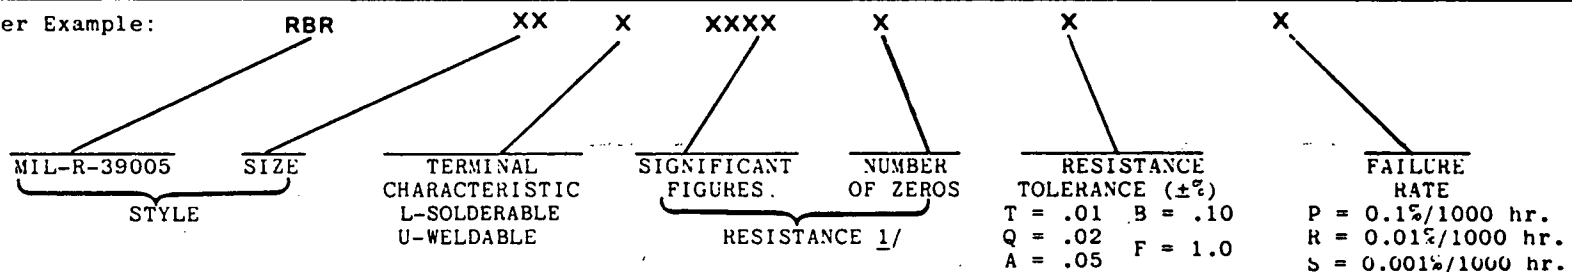 er Example: RBR XX X XXXX X X X
MIL-R-39005 SIZE TERMINAL SIGNIFICANT NUMBER RESISTANCE FAILURE
CHARACTERISTIC FIGURES. OF ZEROS TOLERANCE (±%) RATE
STYLE L-SOLDERABLE T = .01 B = .10 P = 0.1%/1000 hr.
U-WELDABLE RESISTANCE 1/ Q = .02 F = 1.0 R = 0.01%/1000 hr.
A = .05 S = 0.001%/1000 hr.